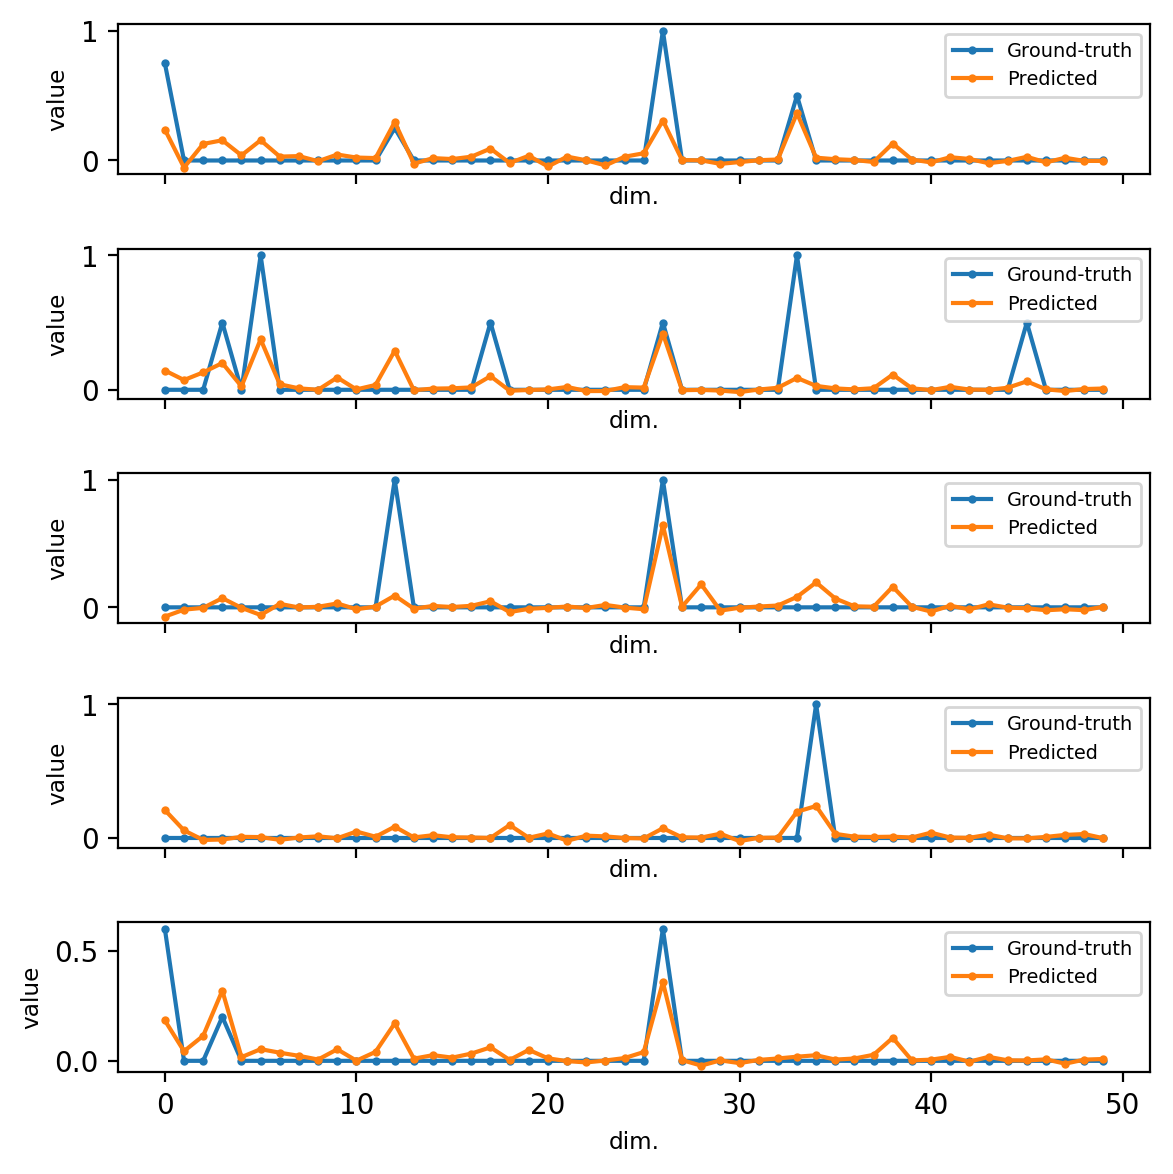 1
0
value
Ground-truth
Predicted
dim.
1
0
value
Ground-truth
Predicted
dim.
1
0
value
Ground-truth
Predicted
dim.
1
0
value
Ground-truth
Predicted
dim.
0.5
0.0
value
Ground-truth
Predicted
0 10 20 30 40 50
dim.